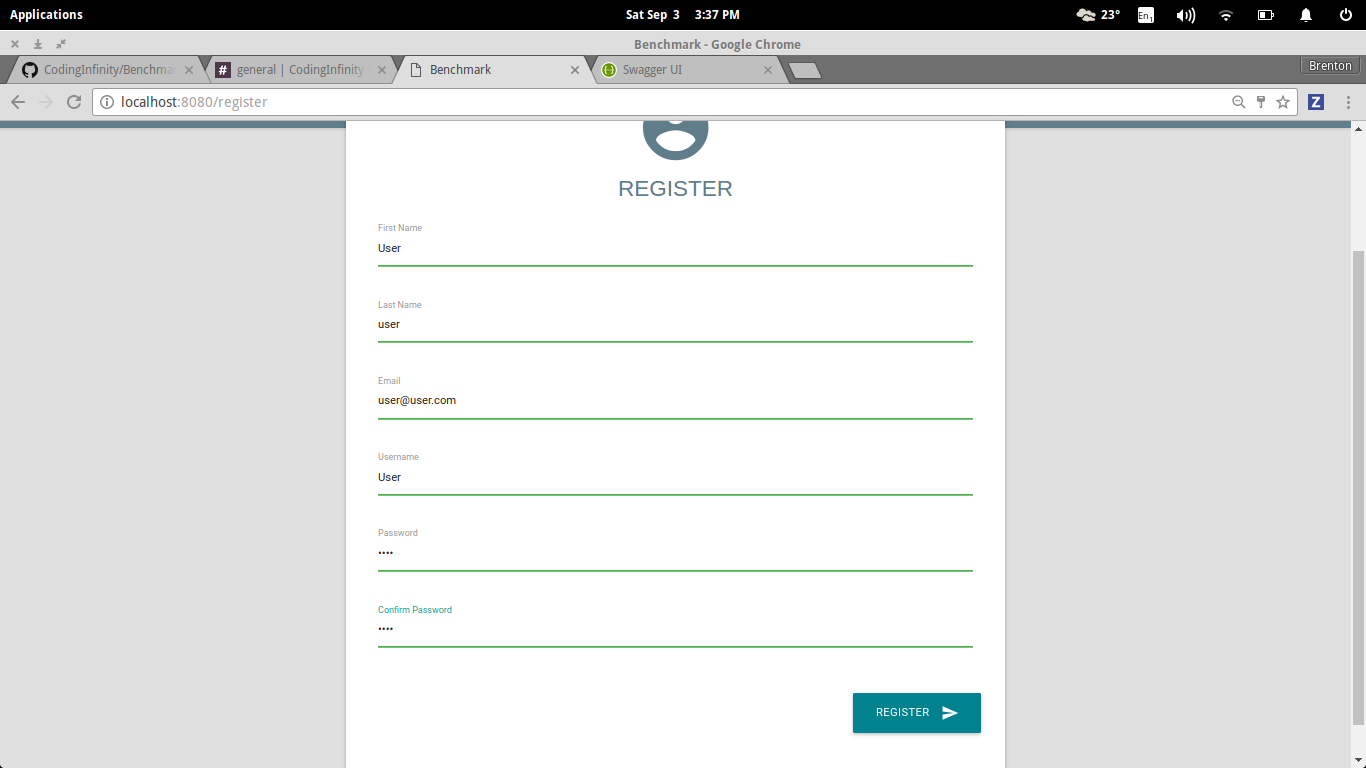 Applications
Sat Sep 3 3:37 PM
23°
En1
Benchmark - Google Chrome
CodingInfinity/Benchma
# general | CodingInfinity
Benchmark
Swagger UI
Brenton
localhost:8080/register
Z
REGISTER
First Name
User
Last Name
user
Email
user@user.com
Username
User
Password
••••
Confirm Password
••••
REGISTER